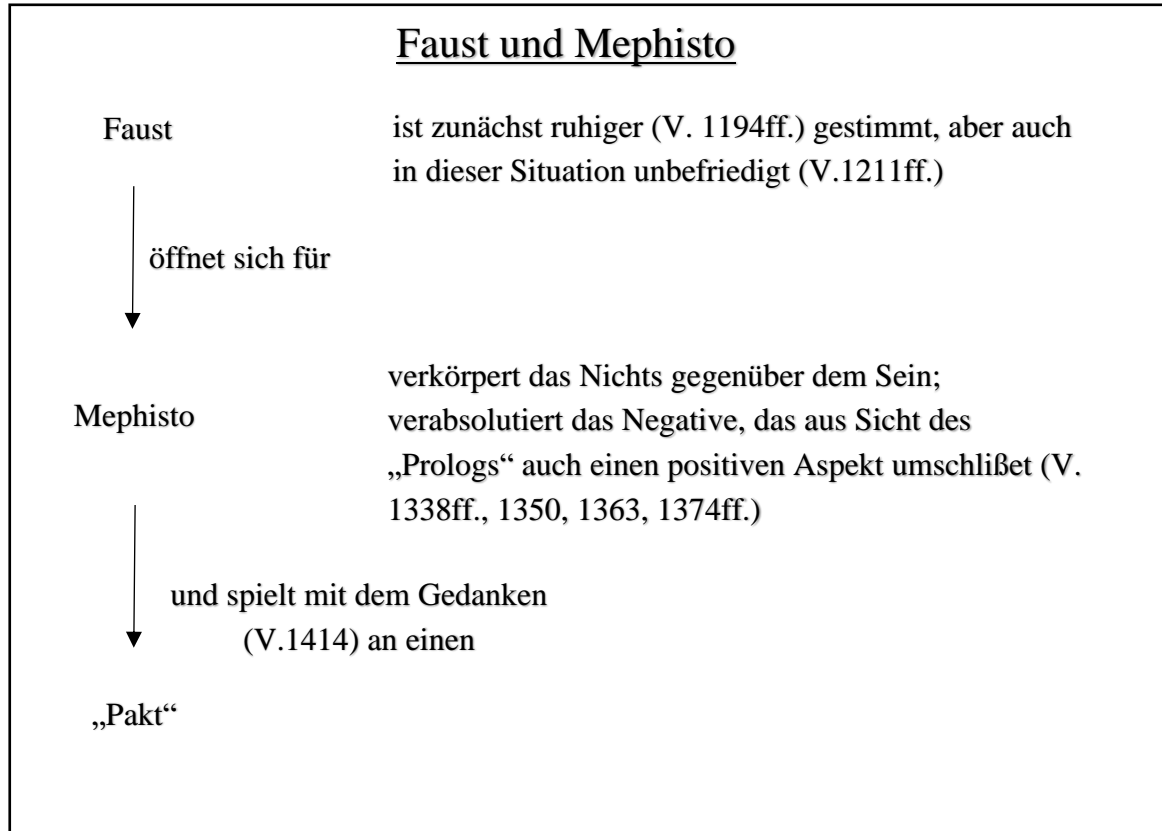 Faust und Mephisto
Faust
ist zunächst ruhiger (V. 1194ff.) gestimmt, aber auch
in dieser Situation unbefriedigt (V.1211ff.)
öffnet sich für
Mephisto
verkörpert das Nichts gegenüber dem Sein;
verabsolutiert das Negative, das aus Sicht des
„Prologs“ auch einen positiven Aspekt umschlißet (V.
1338ff., 1350, 1363, 1374ff.)
und spielt mit dem Gedanken
(V.1414) an einen
„Pakt“